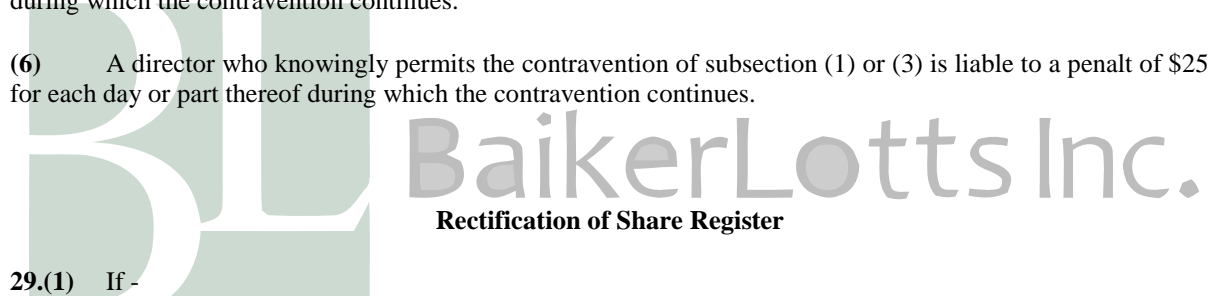 during which the contravention continues.
(6) A director who knowingly permits the contravention of subsection (1) or (3) is liable to a penalt of $25
for each day or part thereof during which the contravention continues.
BL
BaikerLotts Inc.
Rectification of Share Register
29.(1) If -